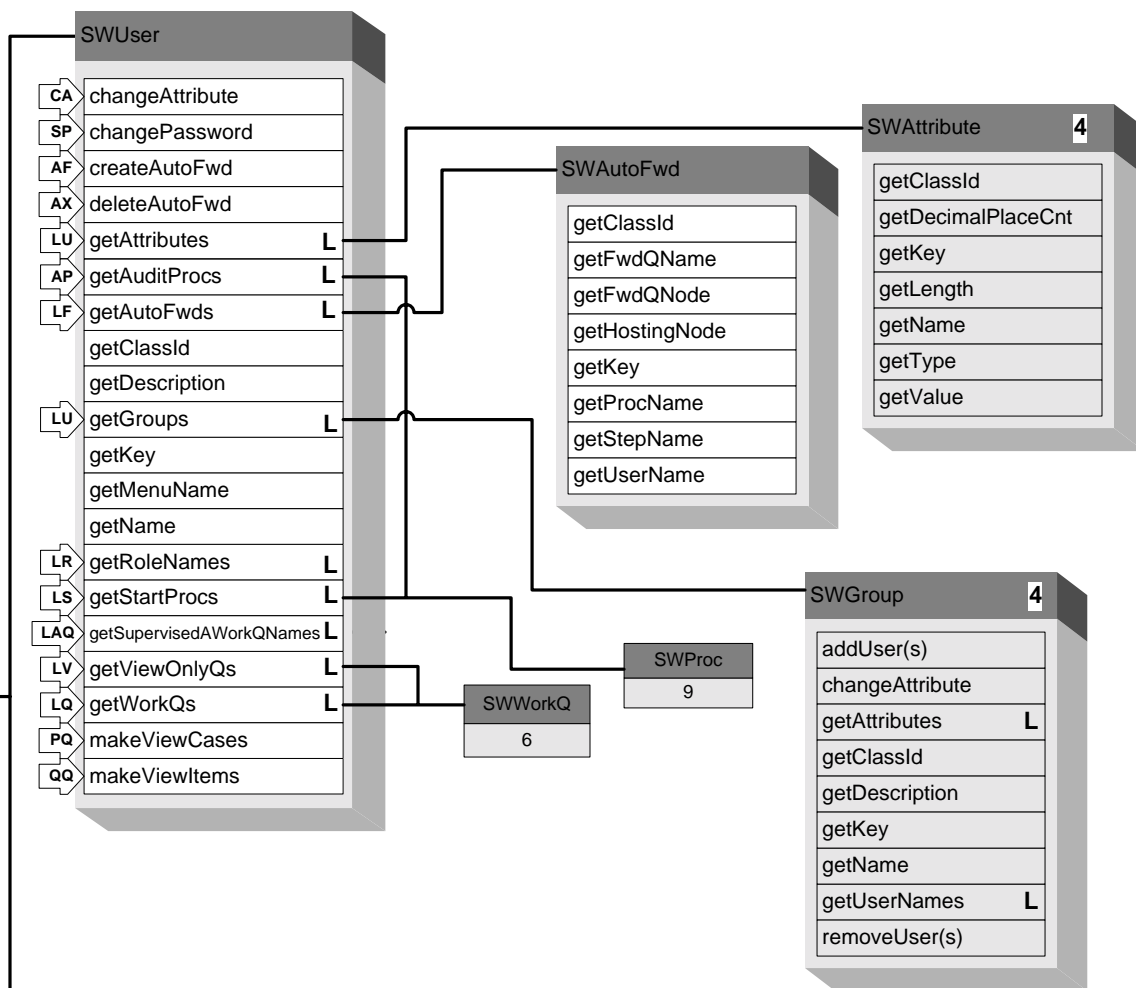 SWUser
CA changeAttribute
SP changePassword
AF createAutoFwd
AX deleteAutoFwd
LU getAttributes L
AP getAuditProcs L
LF getAutoFwds L
getClassId
getDescription
LU getGroups L
getKey
getMenuName
getName
LR getRoleNames L
LS getStartProcs L
LAQ getSupervisedAWorkQNames L
LV getViewOnlyQs L
LQ getWorkQs L
PQ makeViewCases
QQ makeViewItems
SWAutoFwd
getClassId
getFwdQName
getFwdQNode
getHostingNode
getKey
getProcName
getStepName
getUserName
SWAttribute 4
getClassId
getDecimalPlaceCnt
getKey
getLength
getName
getType
getValue
SWWorkQ
6
SWProc
9
SWGroup 4
addUser(s)
changeAttribute
getAttributes L
getClassId
getDescription
getKey
getName
getUserNames L
removeUser(s)